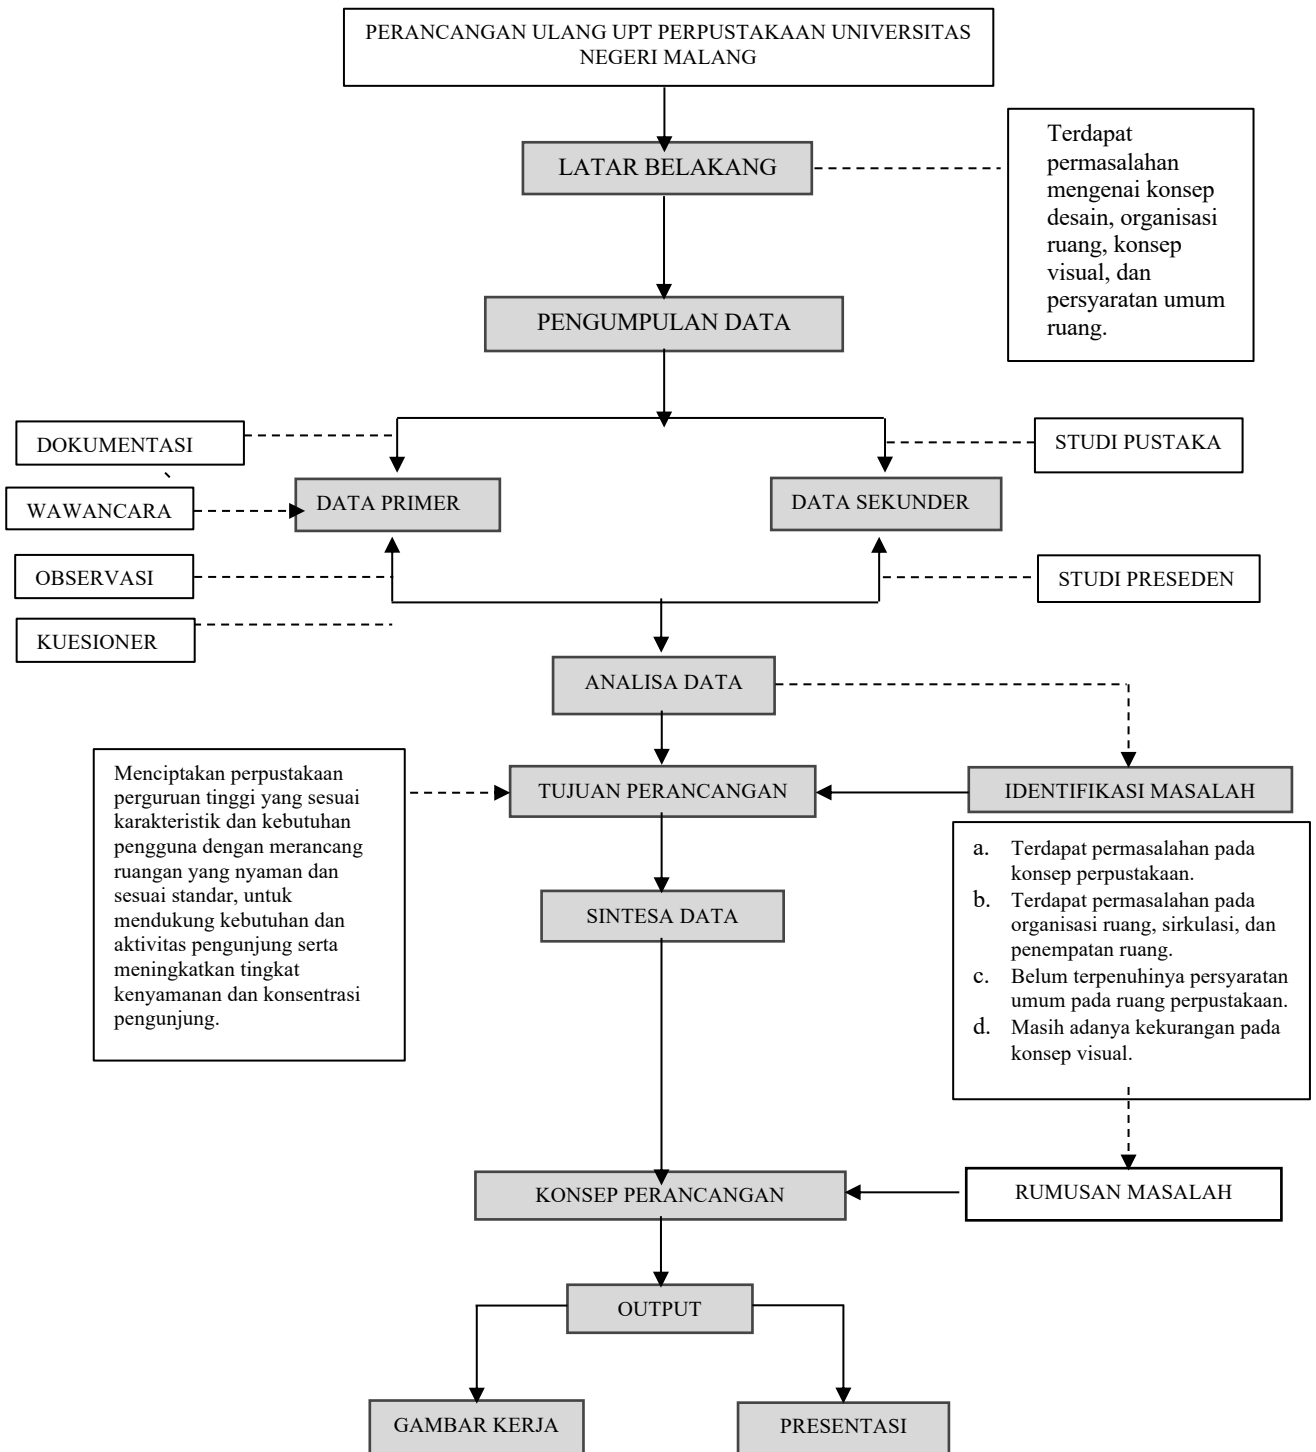 PERANCANGAN ULANG UPT PERPUSTAKAAN UNIVERSITAS
NEGERI MALANG
LATAR BELAKANG
Terdapat
permasalahan
mengenai konsep
desain, organisasi
ruang, konsep
visual, dan
persyaratan umum
ruang.
PENGUMPULAN DATA
DOKUMENTASI
STUDI PUSTAKA
WAWANCARA
DATA PRIMER
DATA SEKUNDER
OBSERVASI
STUDI PRESEDEN
KUESIONER
ANALISA DATA
Menciptakan perpustakaan
perguruan tinggi yang sesuai
karakteristik dan kebutuhan
pengguna dengan merancang
ruangan yang nyaman dan
sesuai standar, untuk
mendukung kebutuhan dan
aktivitas pengunjung serta
meningkatkan tingkat
kenyamanan dan konsentrasi
pengunjung.
TUJUAN PERANCANGAN
IDENTIFIKASI MASALAH
a. Terdapat permasalahan pada
konsep perpustakaan.
b. Terdapat permasalahan pada
organisasi ruang, sirkulasi, dan
penempatan ruang.
c. Belum terpenuhinya persyaratan
umum pada ruang perpustakaan.
d. Masih adanya kekurangan pada
konsep visual.
SINTESA DATA
KONSEP PERANCANGAN
RUMUSAN MASALAH
OUTPUT
GAMBAR KERJA
PRESENTASI